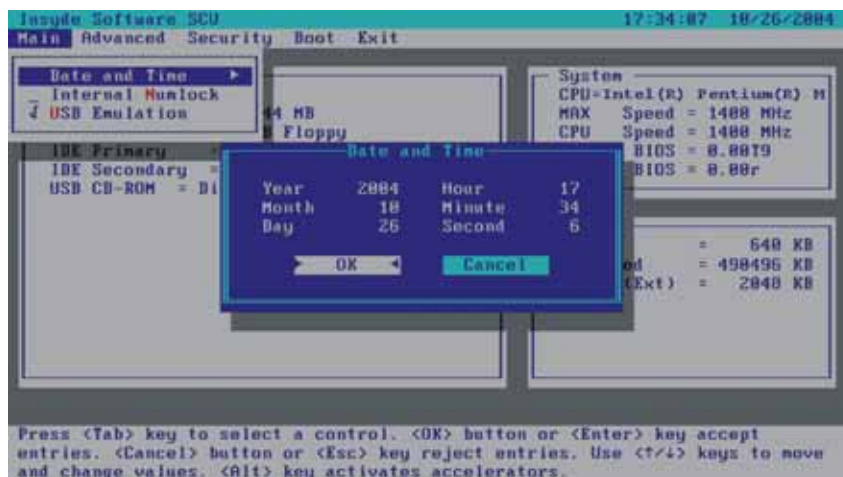 Insyde Software SCU 17:34:07 10/26/2004
Main Advanced Security Boot Exit
Date and Time
Internal Numlock
USB Emulation
44 MB
Floppy
IDE Primary =
IDE Secondary =
USB CD-ROM = Di
System
CPU=Intel(R) Pentium(R) M
MAX Speed = 1400 MHz
CPU Speed = 1400 MHz
BIOS = 0.00T9
BIOS = 0.00r
Date and Time
Year 2004 Hour 17
Month 10 Minute 34
Day 26 Second 6
OK Cancel
= 640 KB
ed = 490496 KB
(Ext) = 2048 KB
Press <Tab> key to select a control. <OK> button or <Enter> key accept
entries. <Cancel> button or <Esc> key reject entries. Use <↑/↓> keys to move
and change values. <Alt> key activates accelerators.